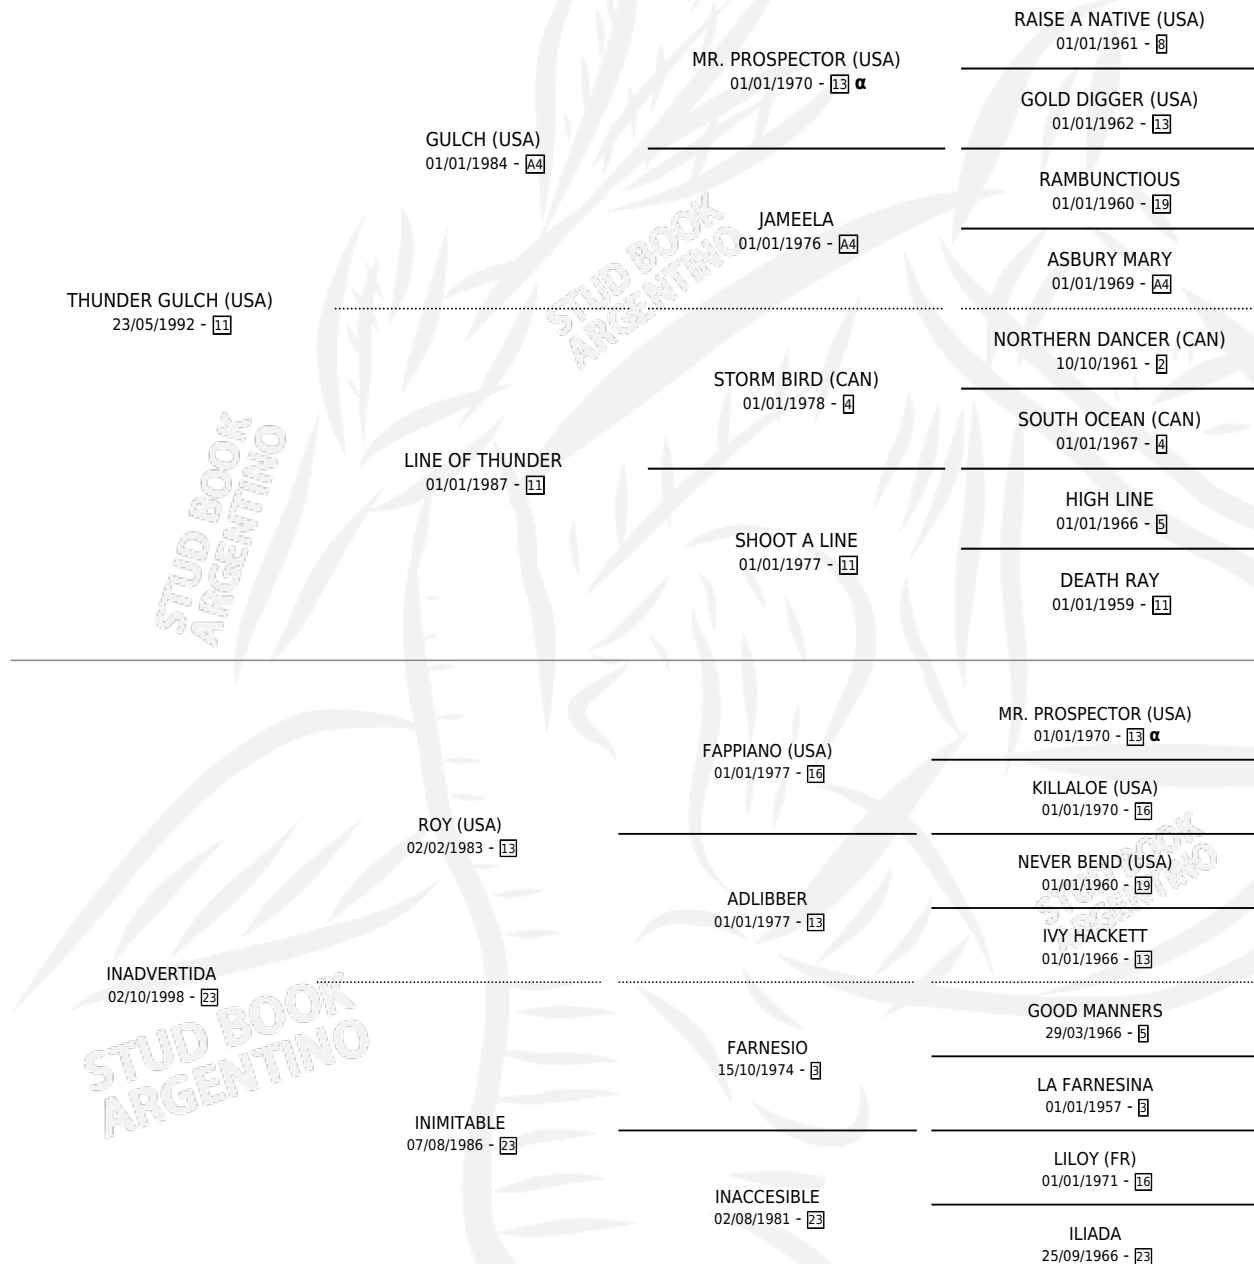 RAISE A NATIVE (USA)
01/01/1961 - 8
MR. PROSPECTOR (USA)
01/01/1970 - 13 α
GOLD DIGGER (USA)
01/01/1962 - 13
GULCH (USA)
01/01/1984 - A4
RAMBUNCTIOUS
01/01/1960 - 19
JAMEELA
01/01/1976 - A4
ASBURY MARY
01/01/1969 - A4
THUNDER GULCH (USA)
23/05/1992 - 11
NORTHERN DANCER (CAN)
10/10/1961 - 2
STORM BIRD (CAN)
01/01/1978 - 4
SOUTH OCEAN (CAN)
01/01/1967 - 4
LINE OF THUNDER
01/01/1987 - 11
HIGH LINE
01/01/1966 - 5
SHOOT A LINE
01/01/1977 - 11
DEATH RAY
01/01/1959 - 11
MR. PROSPECTOR (USA)
01/01/1970 - 13 α
FAPPIANO (USA)
01/01/1977 - 16
KILLALOE (USA)
01/01/1970 - 16
ROY (USA)
02/02/1983 - 13
NEVER BEND (USA)
01/01/1960 - 19
ADLIBBER
01/01/1977 - 13
IVY HACKETT
01/01/1966 - 13
INADVERTIDA
02/10/1998 - 23
GOOD MANNERS
29/03/1966 - 5
FARNESIO
15/10/1974 - 3
LA FARNESINA
01/01/1957 - 3
INIMITABLE
07/08/1986 - 23
LILOY (FR)
01/01/1971 - 16
INACCESIBLE
02/08/1981 - 23
ILIADA
25/09/1966 - 23
STUD BOOK
ARGENTINO
STUD BOOK
ARGENTINO
STUD BOOK
ARGENTINO
STUD BOOK
ARGENTINO